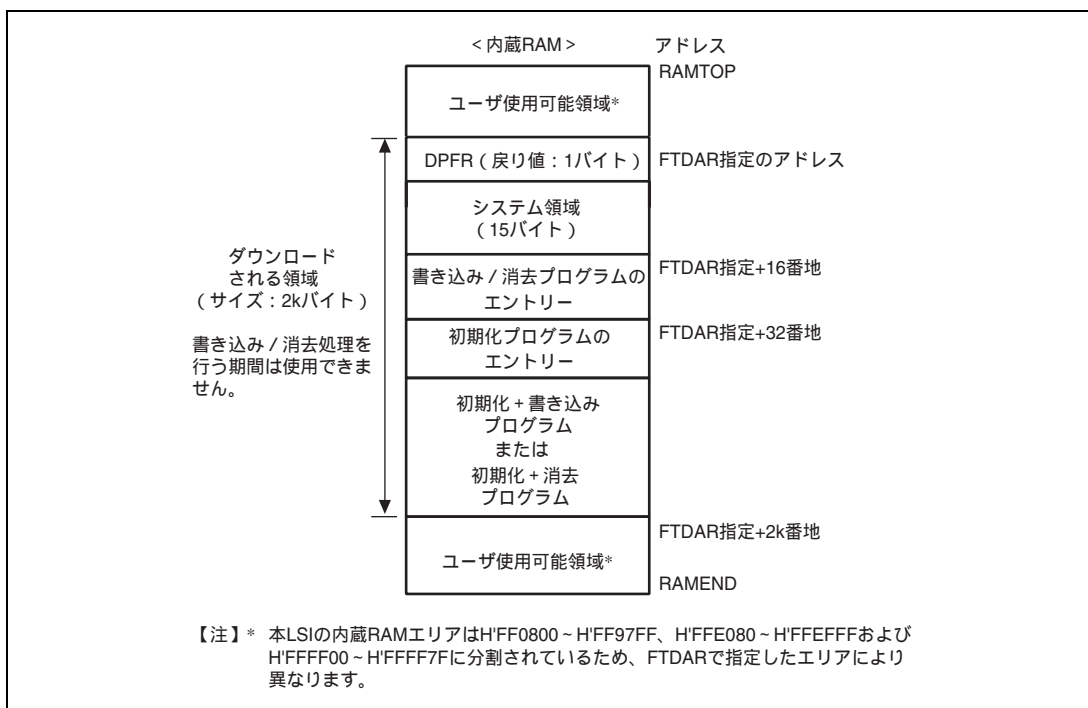 ＜内蔵RAM＞
アドレス
RAMTOP
ユーザ使用可能領域*
DPFR（戻り値：1バイト）
FTDAR指定のアドレス
システム領域
（15バイト）
ダウンロード
される領域
（サイズ：2kバイト）
書き込み / 消去処理を
行う期間は使用できま
せん。
FTDAR指定+16番地
書き込み / 消去プログラムの
エントリー
FTDAR指定+32番地
初期化プログラムの
エントリー
初期化 + 書き込み
プログラム
または
初期化 + 消去
プログラム
FTDAR指定+2k番地
ユーザ使用可能領域*
RAMEND
【注】* 本LSIの内蔵RAMエリアはH'FF0800～H'FF97FF、H'FFE080～H'FFEFFFおよび
H'FFFF00～H'FFFF7Fに分割されているため、FTDARで指定したエリアにより
異なります。